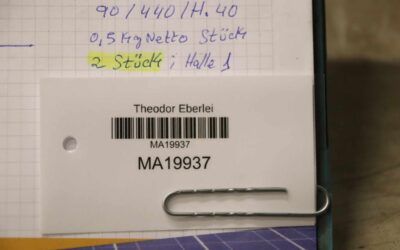 90/440/H.40
0,5 kg Netto Stück
2 Stück ; Halle 1
Theodor Eberlei
MA19937
MA19937